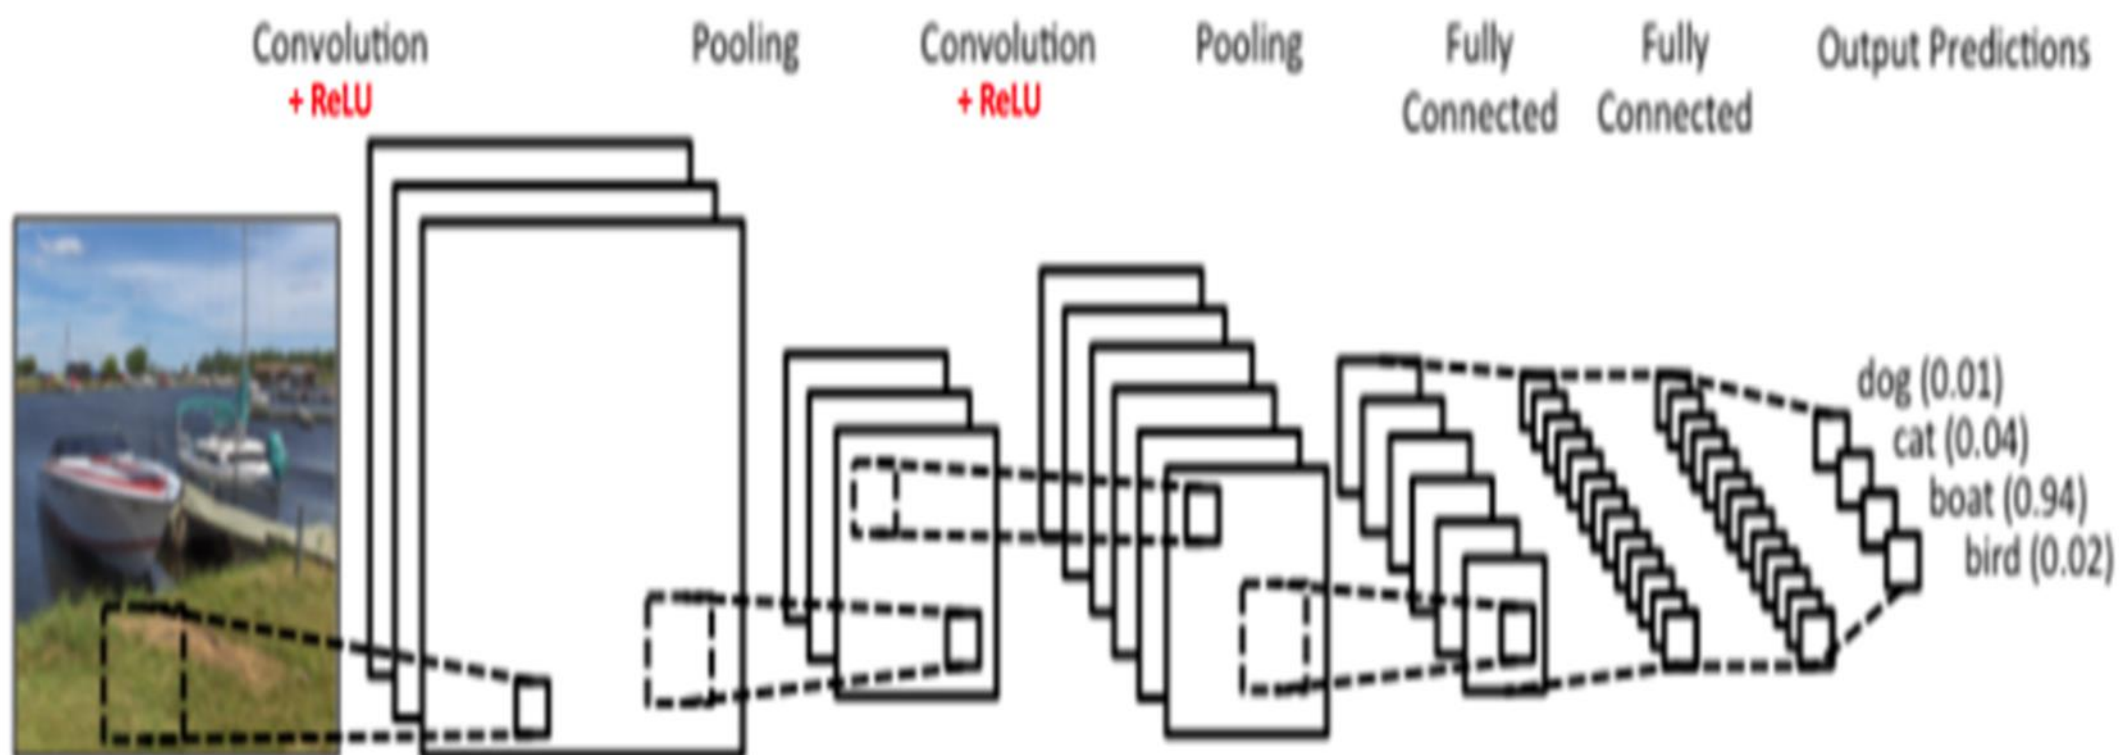 Convolution
+ ReLU
Pooling
Convolution
+ ReLU
Pooling
Fully
Connected
Fully
Connected
Output Predictions
dog (0.01)
cat (0.04)
boat (0.94)
bird (0.02)